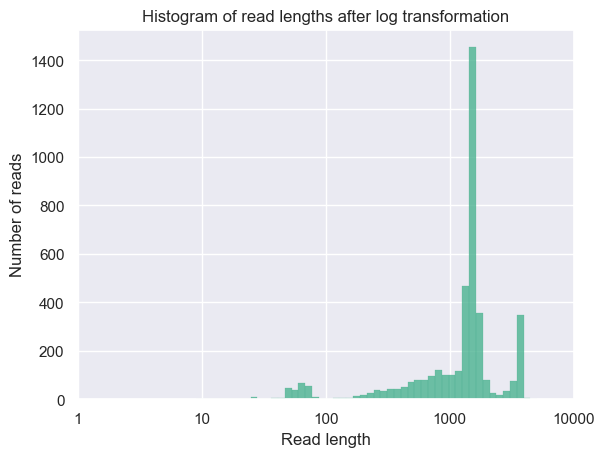 Histogram of read lengths after log transformation
1400
1200
1000
800
600
400
200
0
Number of reads
1 10 100 1000 10000
Read length